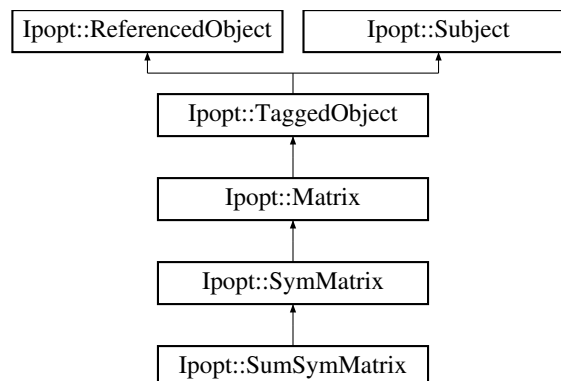 Ipopt::ReferencedObject
Ipopt::Subject
Ipopt::TaggedObject
Ipopt::Matrix
Ipopt::SymMatrix
Ipopt::SumSymMatrix